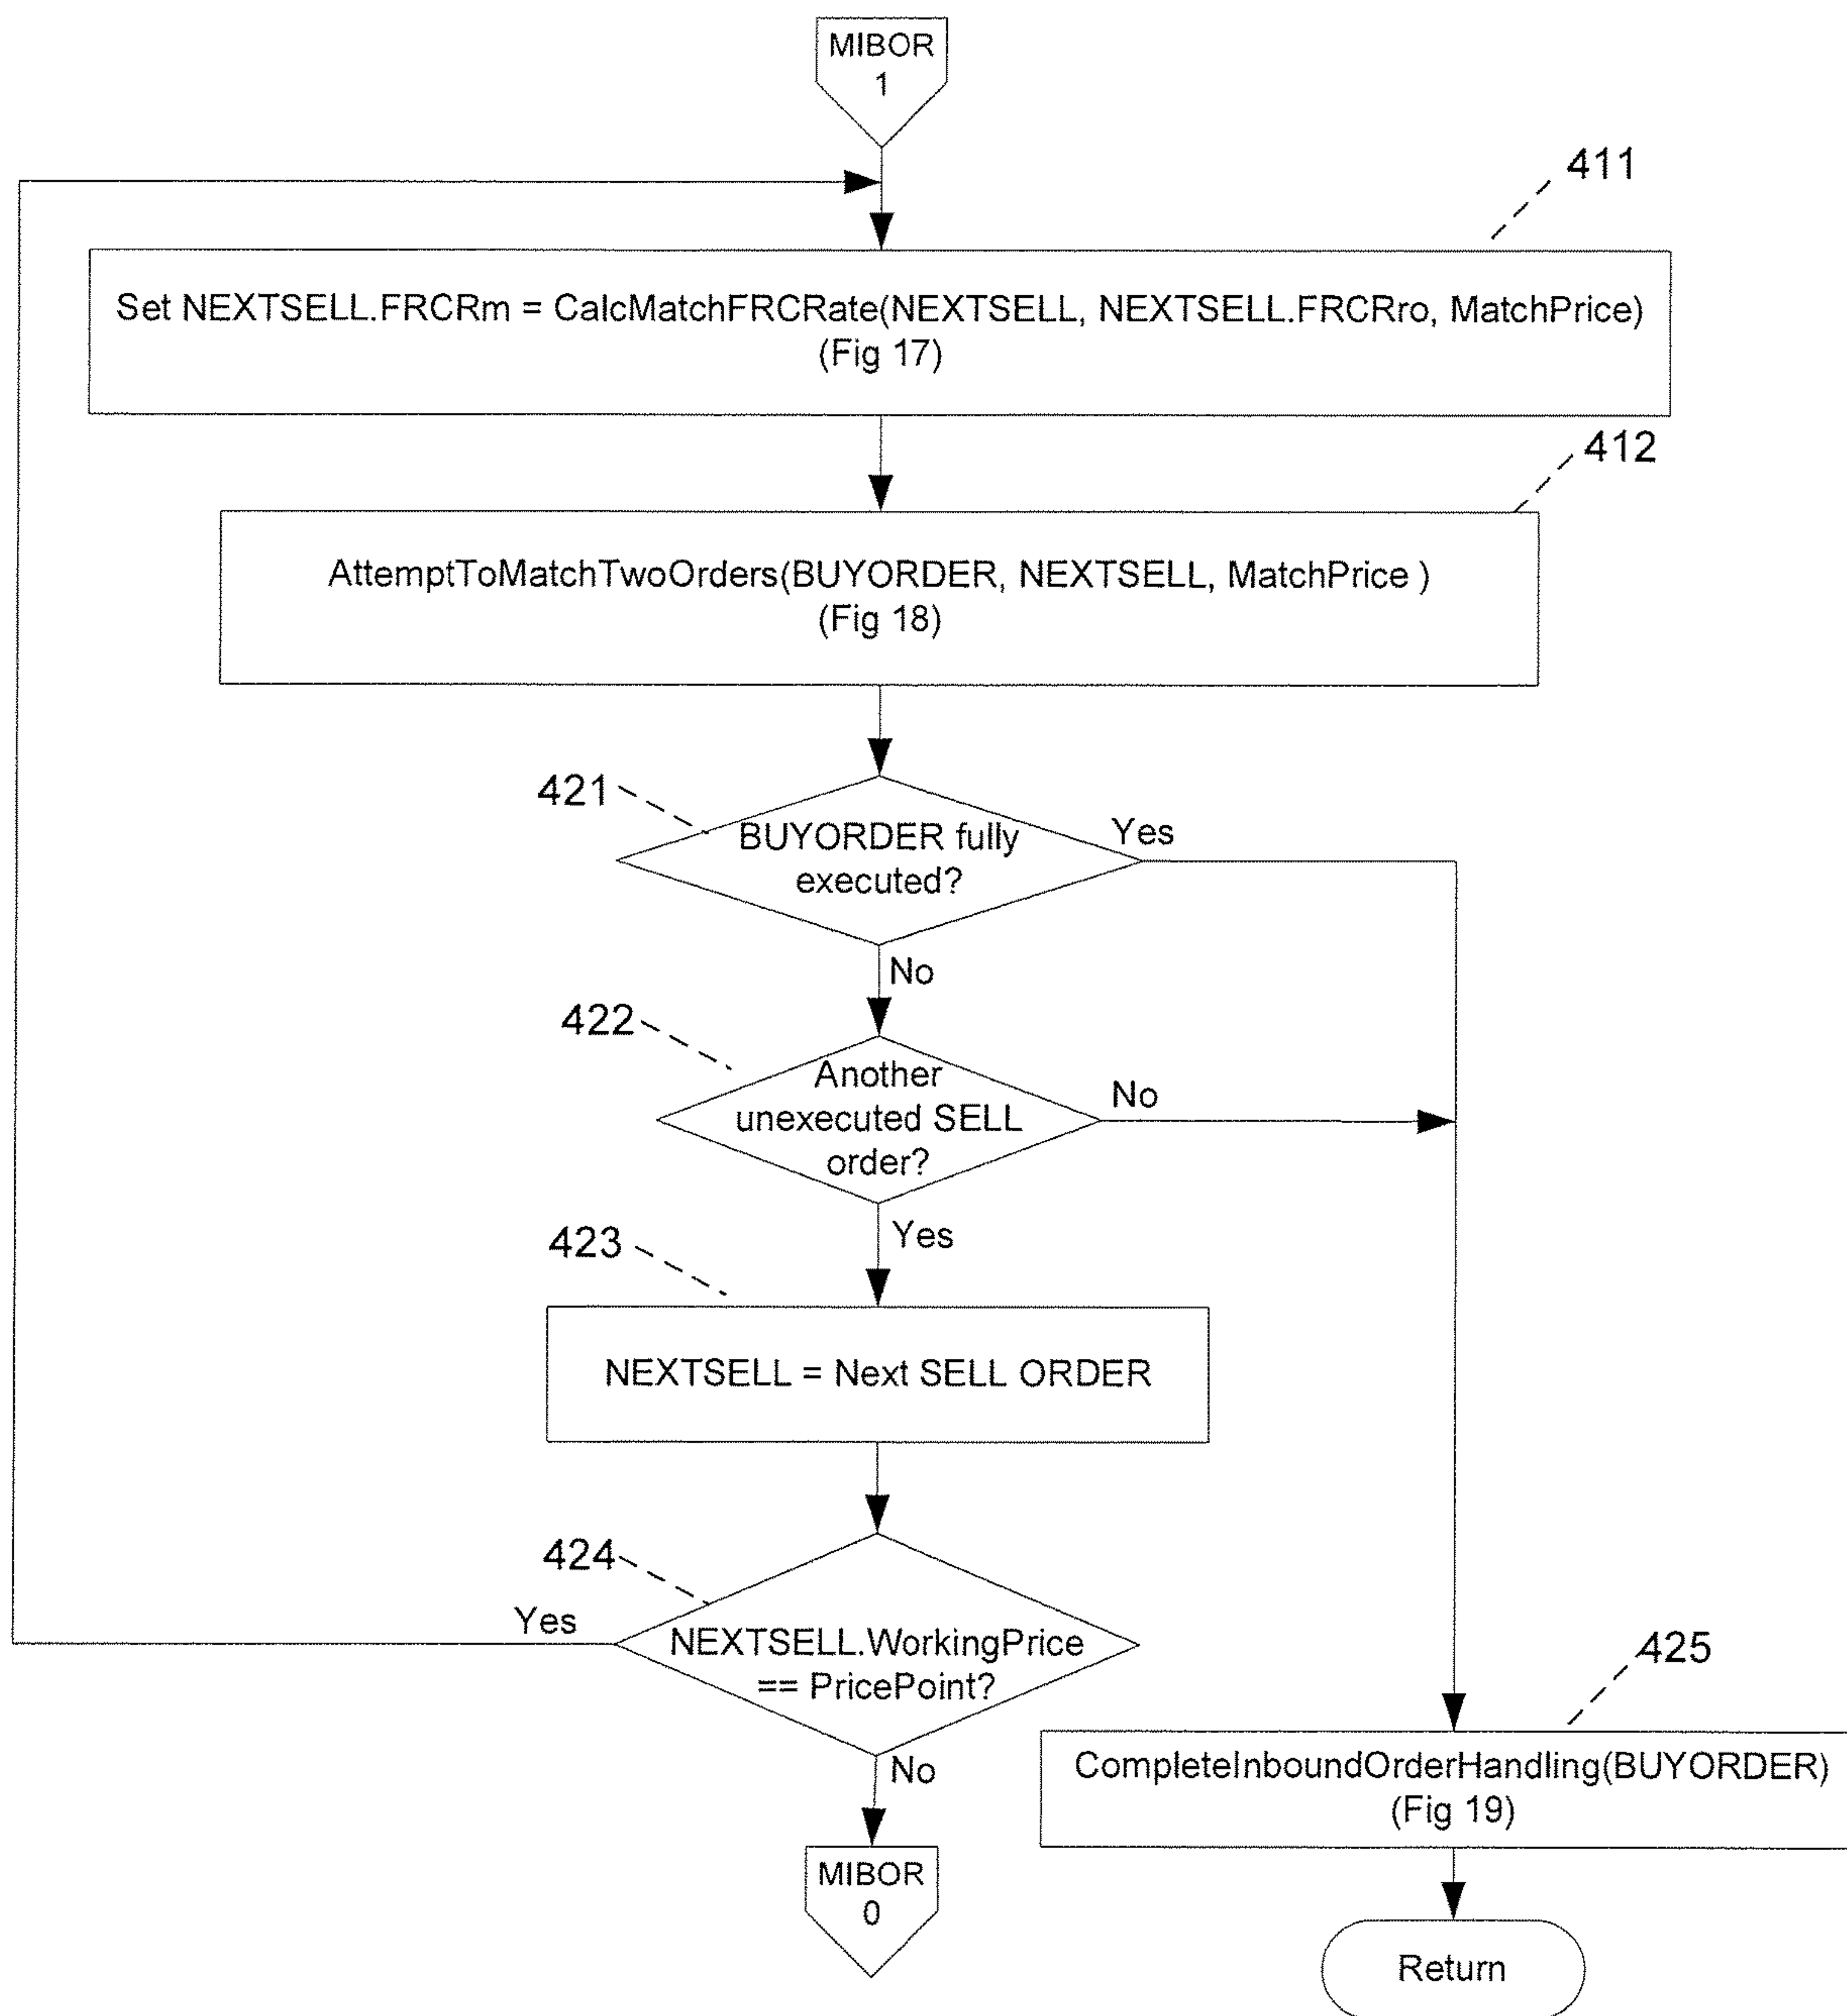 MIBOR
1
411
Set NEXTSELL.FRCRm = CalcMatchFRCRate(NEXTSELL, NEXTSELL.FRCRro, MatchPrice)
(Fig 17)
412
AttemptToMatchTwoOrders(BUYORDER, NEXTSELL, MatchPrice )
(Fig 18)
421
BUYORDER fully
executed?
Yes
No
422
Another
unexecuted SELL
order?
No
Yes
423
NEXTSELL = Next SELL ORDER
424
NEXTSELL.WorkingPrice
== PricePoint?
Yes
No
MIBOR
0
425
CompleteInboundOrderHandling(BUYORDER)
(Fig 19)
Return